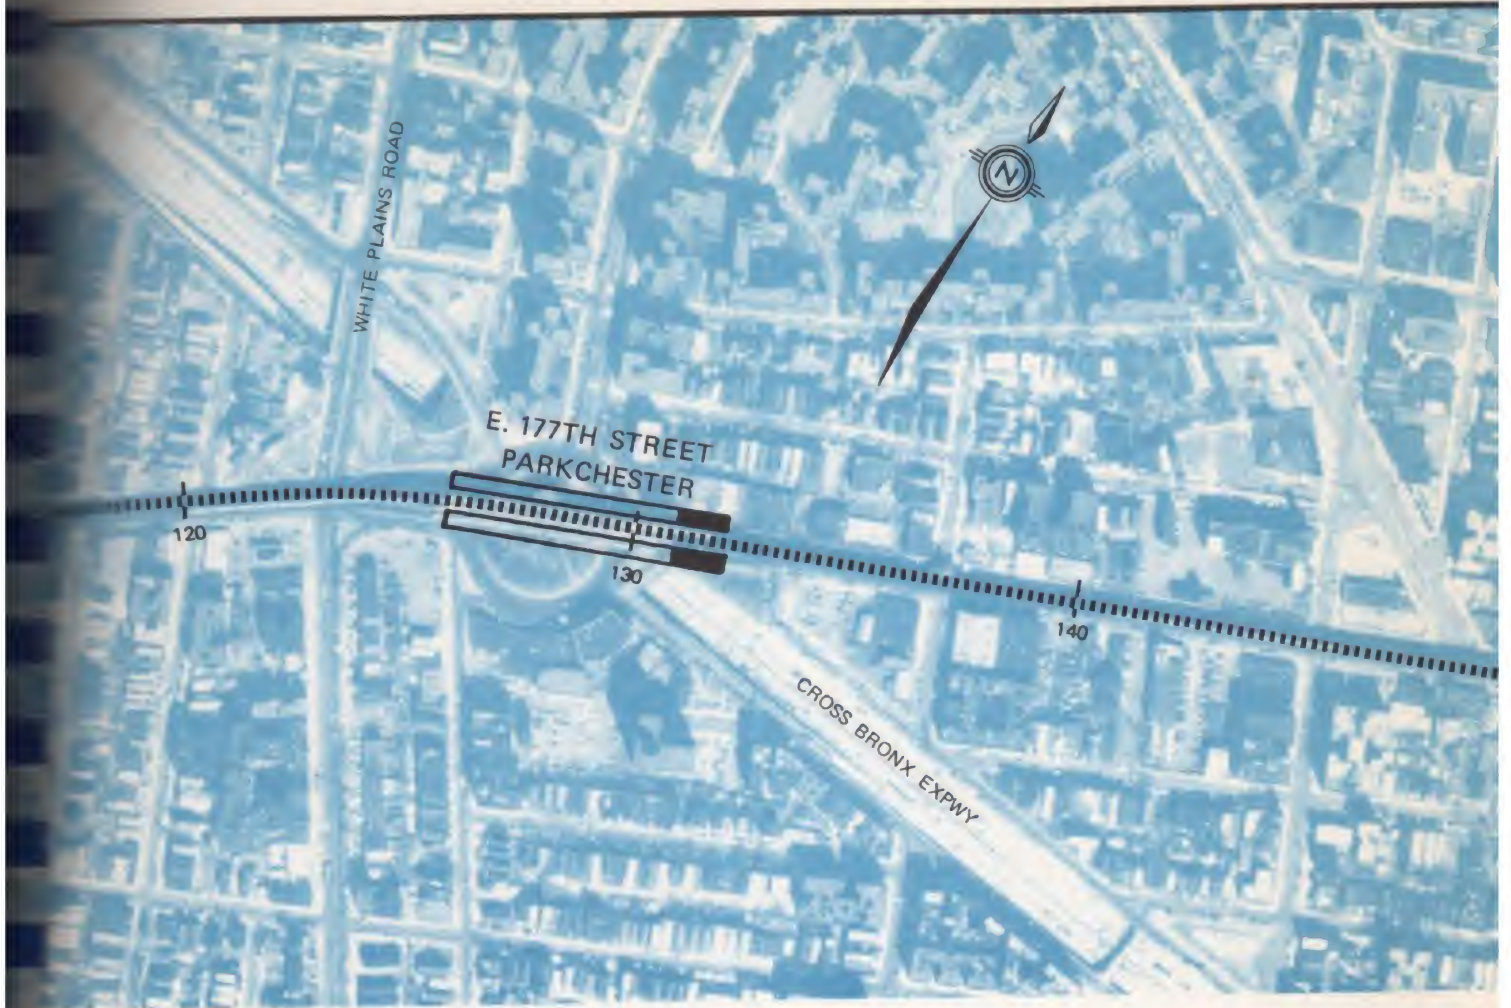 WHITE PLAINS ROAD
N
E. 177TH STREET
PARKCHESTER
120
130
140
CROSS BRONX EXPWY